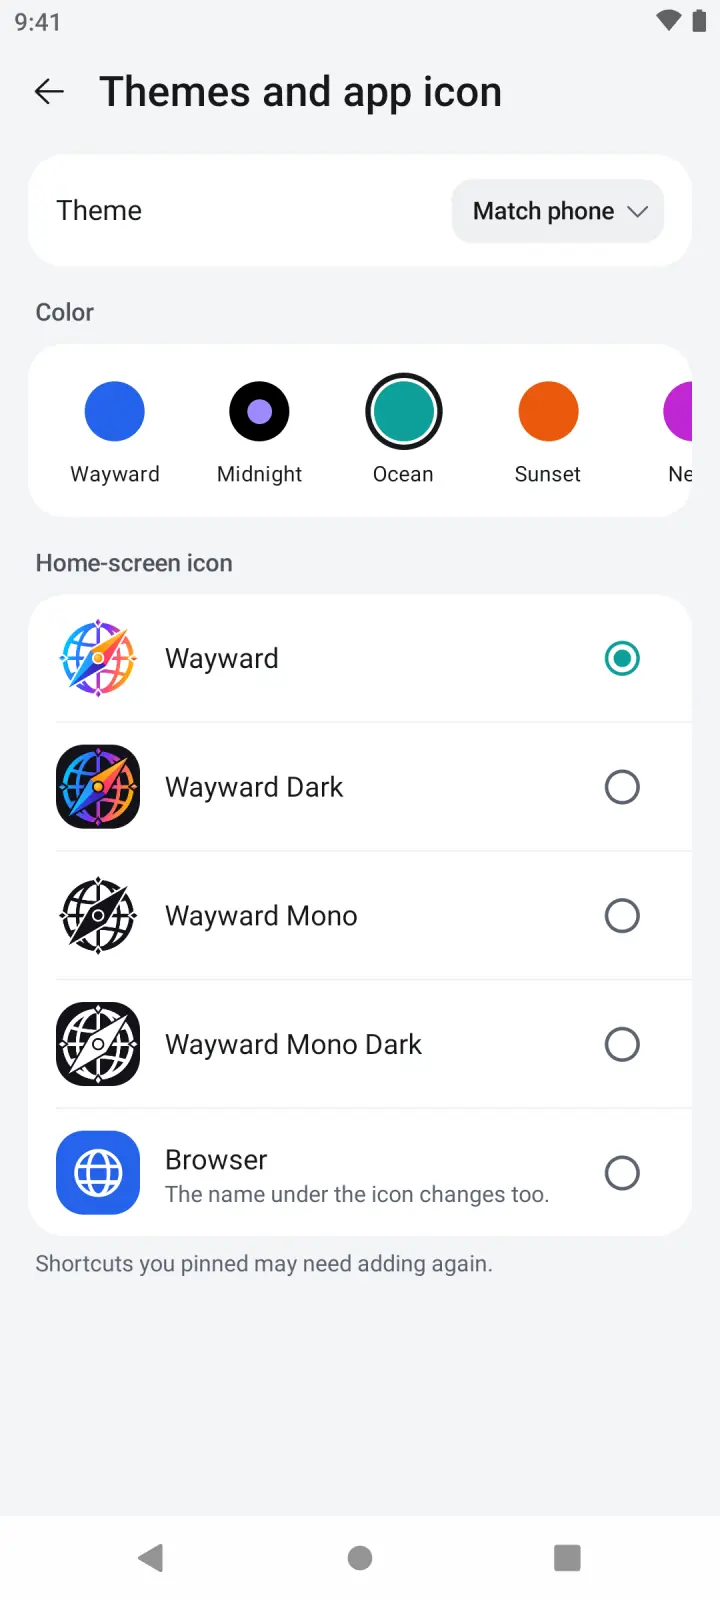 9:41
Themes and app icon
Theme
Match phone
Color
Wayward
Midnight
Ocean
Sunset
Ne
Home-screen icon
Wayward
Wayward Dark
Wayward Mono
Wayward Mono Dark
Browser
The name under the icon changes too.
Shortcuts you pinned may need adding again.